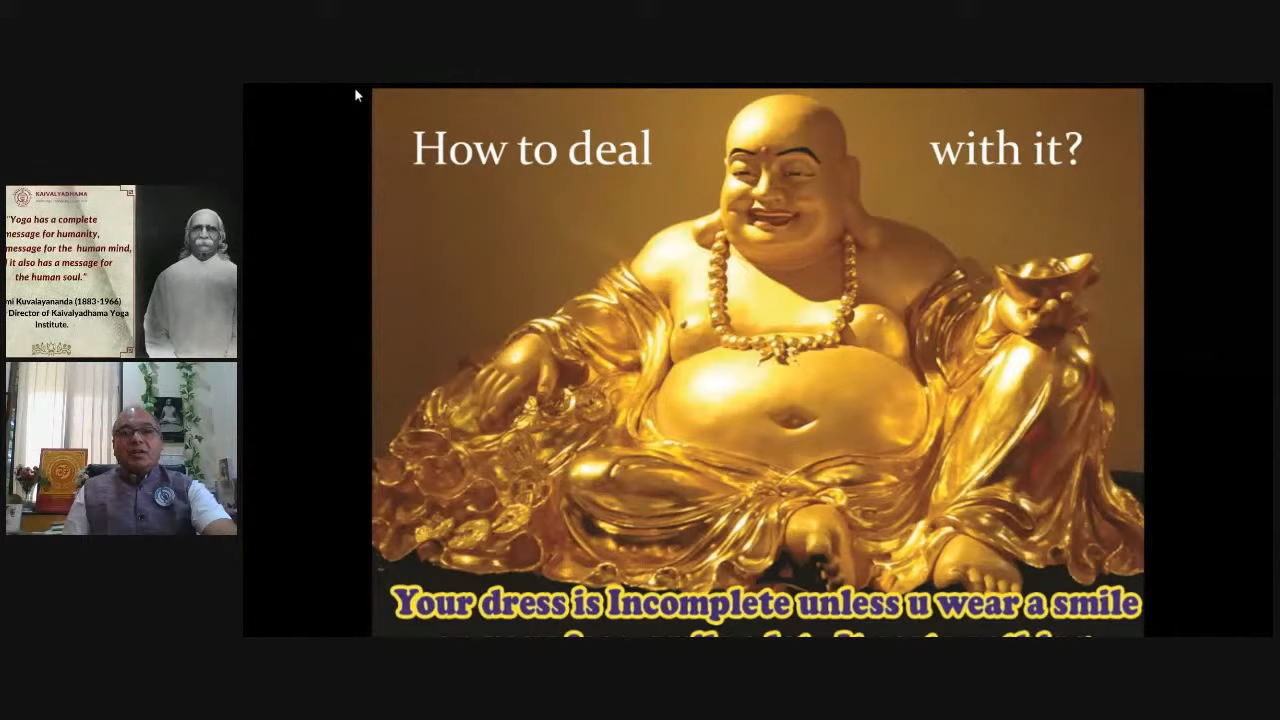 KAIVALYADHAMA
"Yoga has a complete
message for humanity,
message for the human mind,
it also has a message for
the human soul."
Kuvalayananda (1883-1966)
Director of Kaivalyadhama Yoga
Institute.
How to deal with it?
Your dress is Incomplete unless u wear a smile